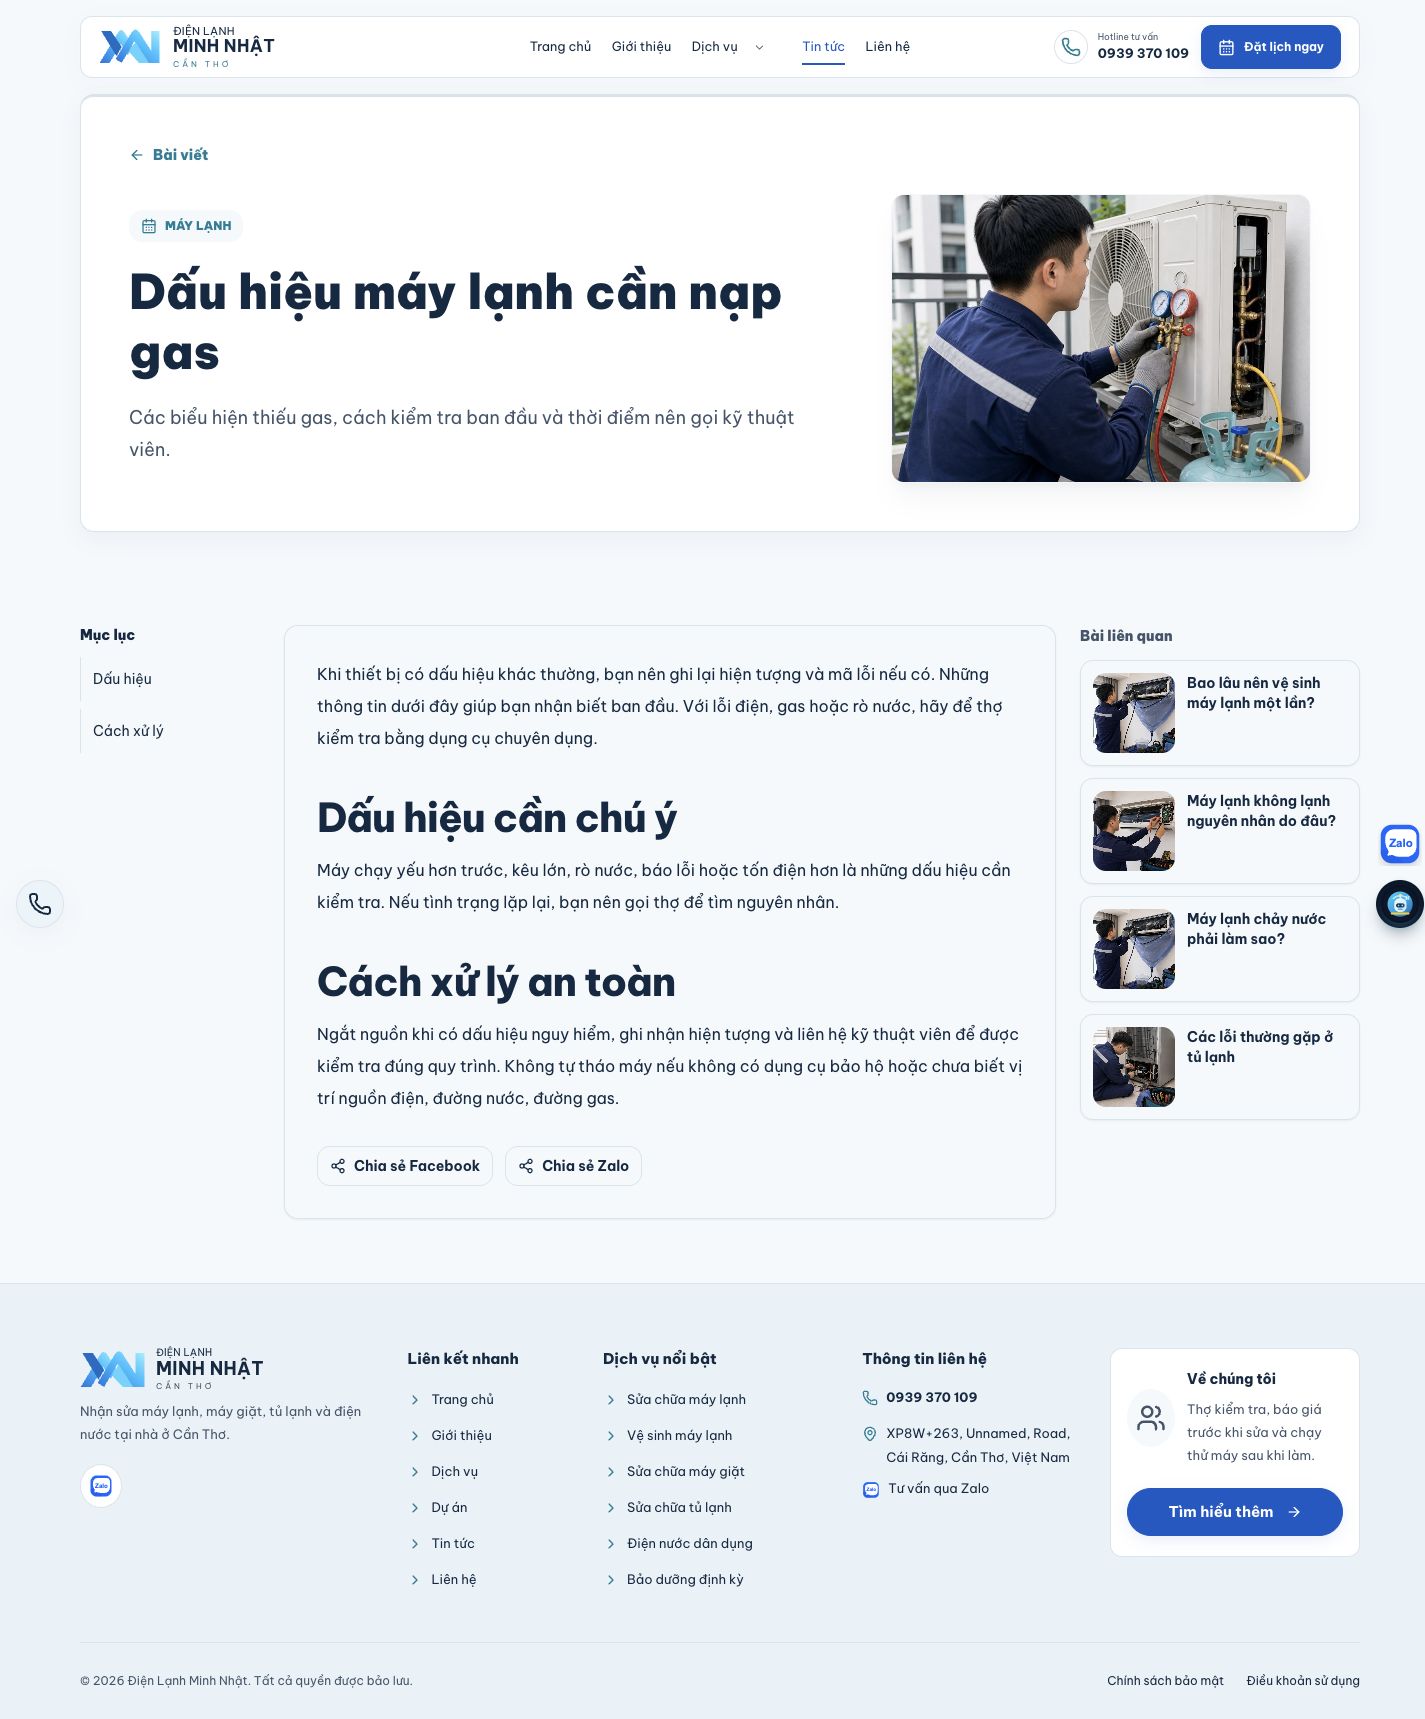 ĐIỆN LẠNH
MINH NHẬT
CẦN THƠ
Trang chủ
Giới thiệu
Dịch vụ
Tin tức
Liên hệ
Hotline tư vấn
0939 370 109
Đặt lịch ngay
Bài viết
MÁY LẠNH
Dấu hiệu máy lạnh cần nạp
gas
Các biểu hiện thiếu gas, cách kiểm tra ban đầu và thời điểm nên gọi kỹ thuật
viên.
Mục lục
Dấu hiệu
Cách xử lý
Khi thiết bị có dấu hiệu khác thường, bạn nên ghi lại hiện tượng và mã lỗi nếu có. Những
thông tin dưới đây giúp bạn nhận biết ban đầu. Với lỗi điện, gas hoặc rò nước, hãy để thợ
kiểm tra bằng dụng cụ chuyên dụng.
Dấu hiệu cần chú ý
Máy chạy yếu hơn trước, kêu lớn, rò nước, báo lỗi hoặc tốn điện hơn là những dấu hiệu cần
kiểm tra. Nếu tình trạng lặp lại, bạn nên gọi thợ để tìm nguyên nhân.
Cách xử lý an toàn
Ngắt nguồn khi có dấu hiệu nguy hiểm, ghi nhận hiện tượng và liên hệ kỹ thuật viên để được
kiểm tra đúng quy trình. Không tự tháo máy nếu không có dụng cụ bảo hộ hoặc chưa biết vị
trí nguồn điện, đường nước, đường gas.
Chia sẻ Facebook
Chia sẻ Zalo
Bài liên quan
Bao lâu nên vệ sinh
máy lạnh một lần?
Máy lạnh không lạnh
nguyên nhân do đâu?
Máy lạnh chảy nước
phải làm sao?
Các lỗi thường gặp ở
tủ lạnh
Zalo
ĐIỆN LẠNH
MINH NHẬT
CẦN THƠ
Nhận sửa máy lạnh, máy giặt, tủ lạnh và điện
nước tại nhà ở Cần Thơ.
Zalo
Liên kết nhanh
Trang chủ
Giới thiệu
Dịch vụ
Dự án
Tin tức
Liên hệ
Dịch vụ nổi bật
Sửa chữa máy lạnh
Vệ sinh máy lạnh
Sửa chữa máy giặt
Sửa chữa tủ lạnh
Điện nước dân dụng
Bảo dưỡng định kỳ
Thông tin liên hệ
0939 370 109
XP8W+263, Unnamed, Road,
Cái Răng, Cần Thơ, Việt Nam
Zalo
Tư vấn qua Zalo
Về chúng tôi
Thợ kiểm tra, báo giá
trước khi sửa và chạy
thử máy sau khi làm.
Tìm hiểu thêm
© 2026 Điện Lạnh Minh Nhật. Tất cả quyền được bảo lưu.
Chính sách bảo mật
Điều khoản sử dụng